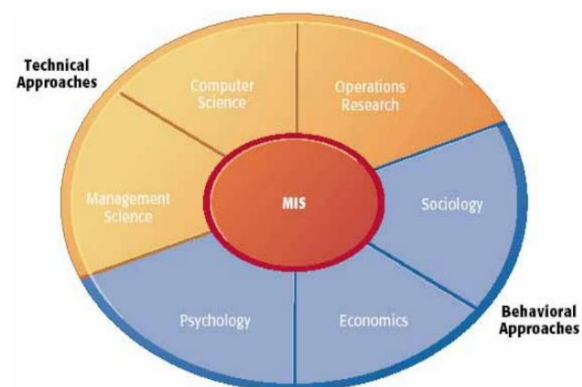 Technical
Approaches
Computer
Science
Operations
Research
Management
Science
MIS
Sociology
Psychology
Economics
Behavioral
Approaches